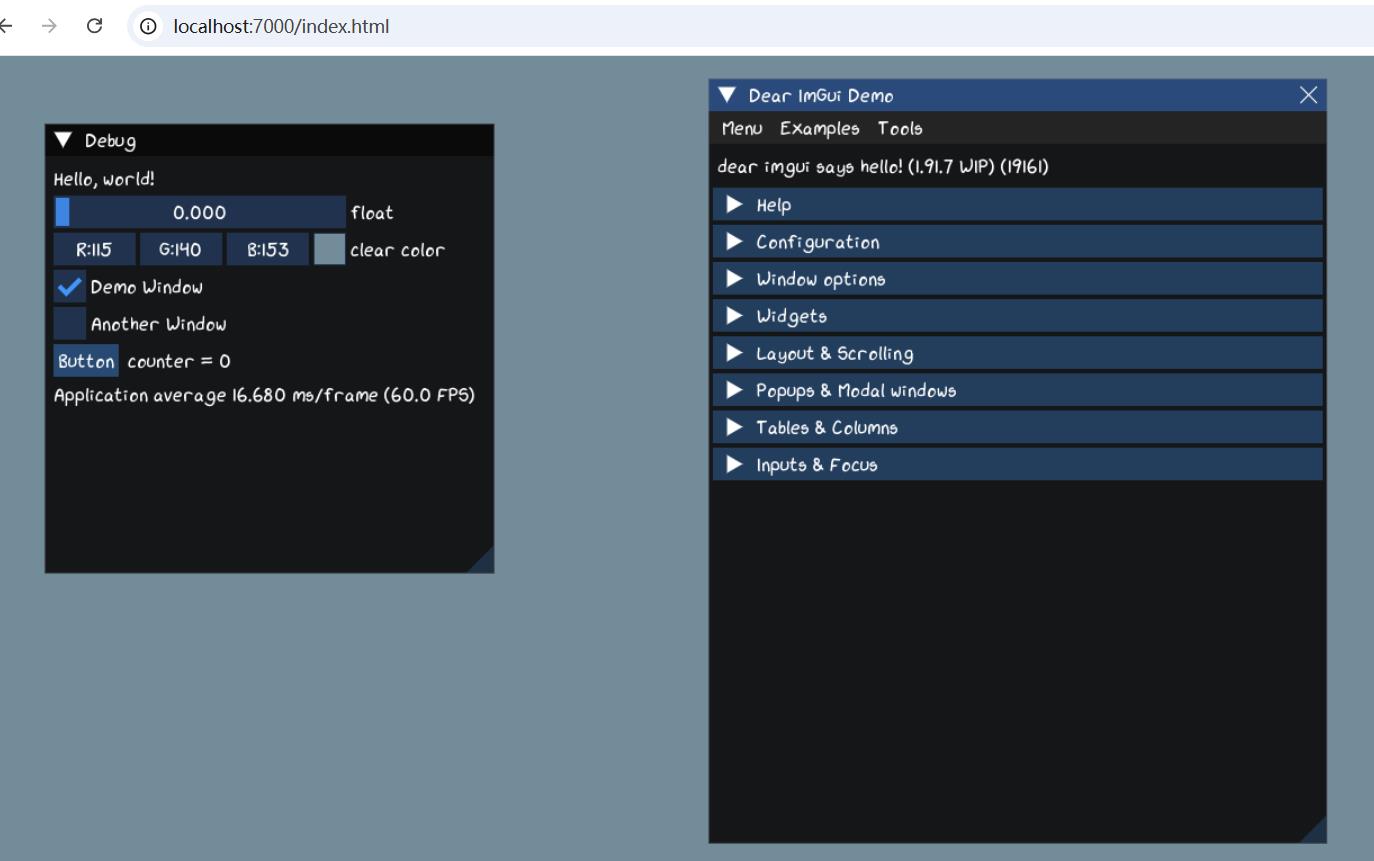 localhost:7000/index.html
Debug
Hello, world!
0.000 float
R:115 G:140 B:153 clear color
Demo Window
Another Window
Button counter = 0
Application average 16.680 ms/frame (60.0 FPS)
Dear ImGui Demo
Menu Examples Tools
dear imgui says hello! (1.91.7 WIP) (19161)
Help
Configuration
Window options
Widgets
Layout & Scrolling
Popups & Modal windows
Tables & Columns
Inputs & Focus